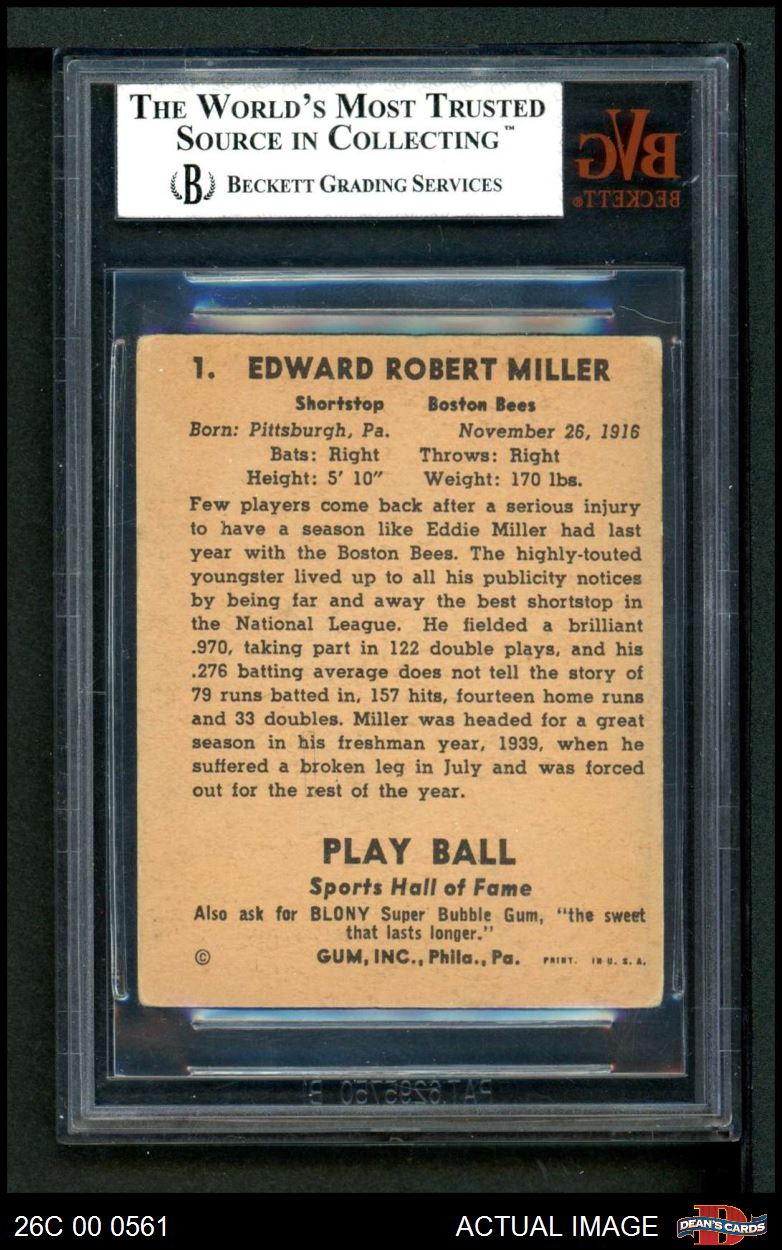 THE WORLD'S MOST TRUSTED
SOURCE IN COLLECTING™
B BECKETT GRADING SERVICES
BVG
BECKETT®
1. EDWARD ROBERT MILLER
Shortstop Boston Bees
Born: Pittsburgh, Pa. November 26, 1916
Bats: Right Throws: Right
Height: 5' 10" Weight: 170 lbs.
Few players come back after a serious injury
to have a season like Eddie Miller had last
year with the Boston Bees. The highly-touted
youngster lived up to all his publicity notices
by being far and away the best shortstop in
the National League. He fielded a brilliant
.970, taking part in 122 double plays, and his
.276 batting average does not tell the story of
79 runs batted in, 157 hits, fourteen home runs
and 33 doubles. Miller was headed for a great
season in his freshman year, 1939, when he
suffered a broken leg in July and was forced
out for the rest of the year.
PLAY BALL
Sports Hall of Fame
Also ask for BLONY Super Bubble Gum, "the sweet
that lasts longer."
© GUM, INC., Phila., Pa. PRINT. IN U. S. A.
PAT.6295750 B
26C 00 0561
ACTUAL IMAGE
D DEAN'S CARDS